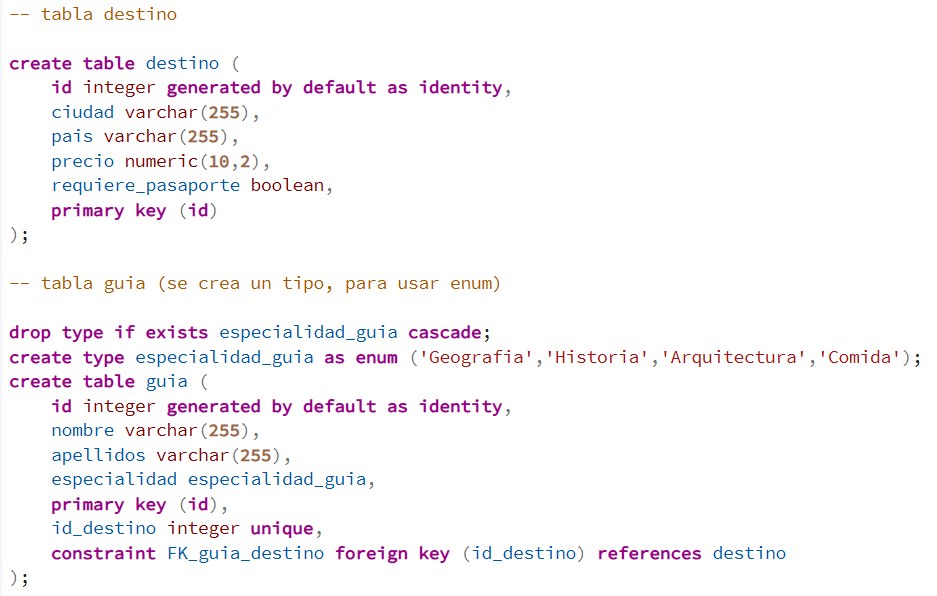 -- tabla destino
create table destino (
id integer generated by default as identity,
ciudad varchar(255),
pais varchar(255),
precio numeric(10,2),
requiere_pasaporte boolean,
primary key (id)
);
-- tabla guia (se crea un tipo, para usar enum)
drop type if exists especialidad_guia cascade;
create type especialidad_guia as enum ('Geografia','Historia','Arquitectura','Comida');
create table guia (
id integer generated by default as identity,
nombre varchar(255),
apellidos varchar(255),
especialidad especialidad_guia,
primary key (id),
id_destino integer unique,
constraint FK_guia_destino foreign key (id_destino) references destino
);